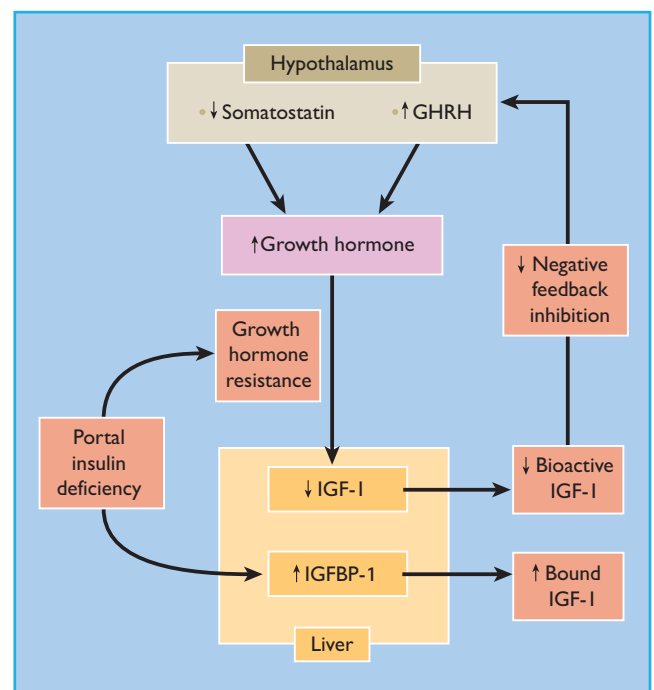 Hypothalamus
• ↓ Somatostatin
• ↑ GHRH
↑ Growth hormone
↓ Negative
feedback
inhibition
Growth
hormone
resistance
Portal
insulin
deficiency
↓ IGF-1
↓ Bioactive
IGF-1
↑ IGFBP-1
↑ Bound
IGF-1
Liver